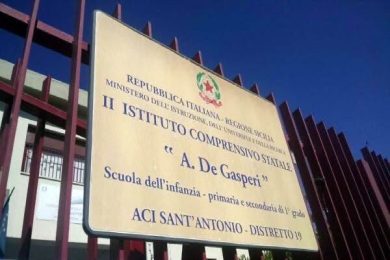 REPUBBLICA ITALIANA - REGIONE SICILIA
MINISTERO DELL'ISTRUZIONE, DELL'UNIVERSITÀ E DELLA RICERCA
II ISTITUTO COMPRENSIVO STATALE
" A. De Gasperi "
Scuola dell'infanzia - primaria e secondaria di 1° grado
ACI SANT'ANTONIO - DISTRETTO 19